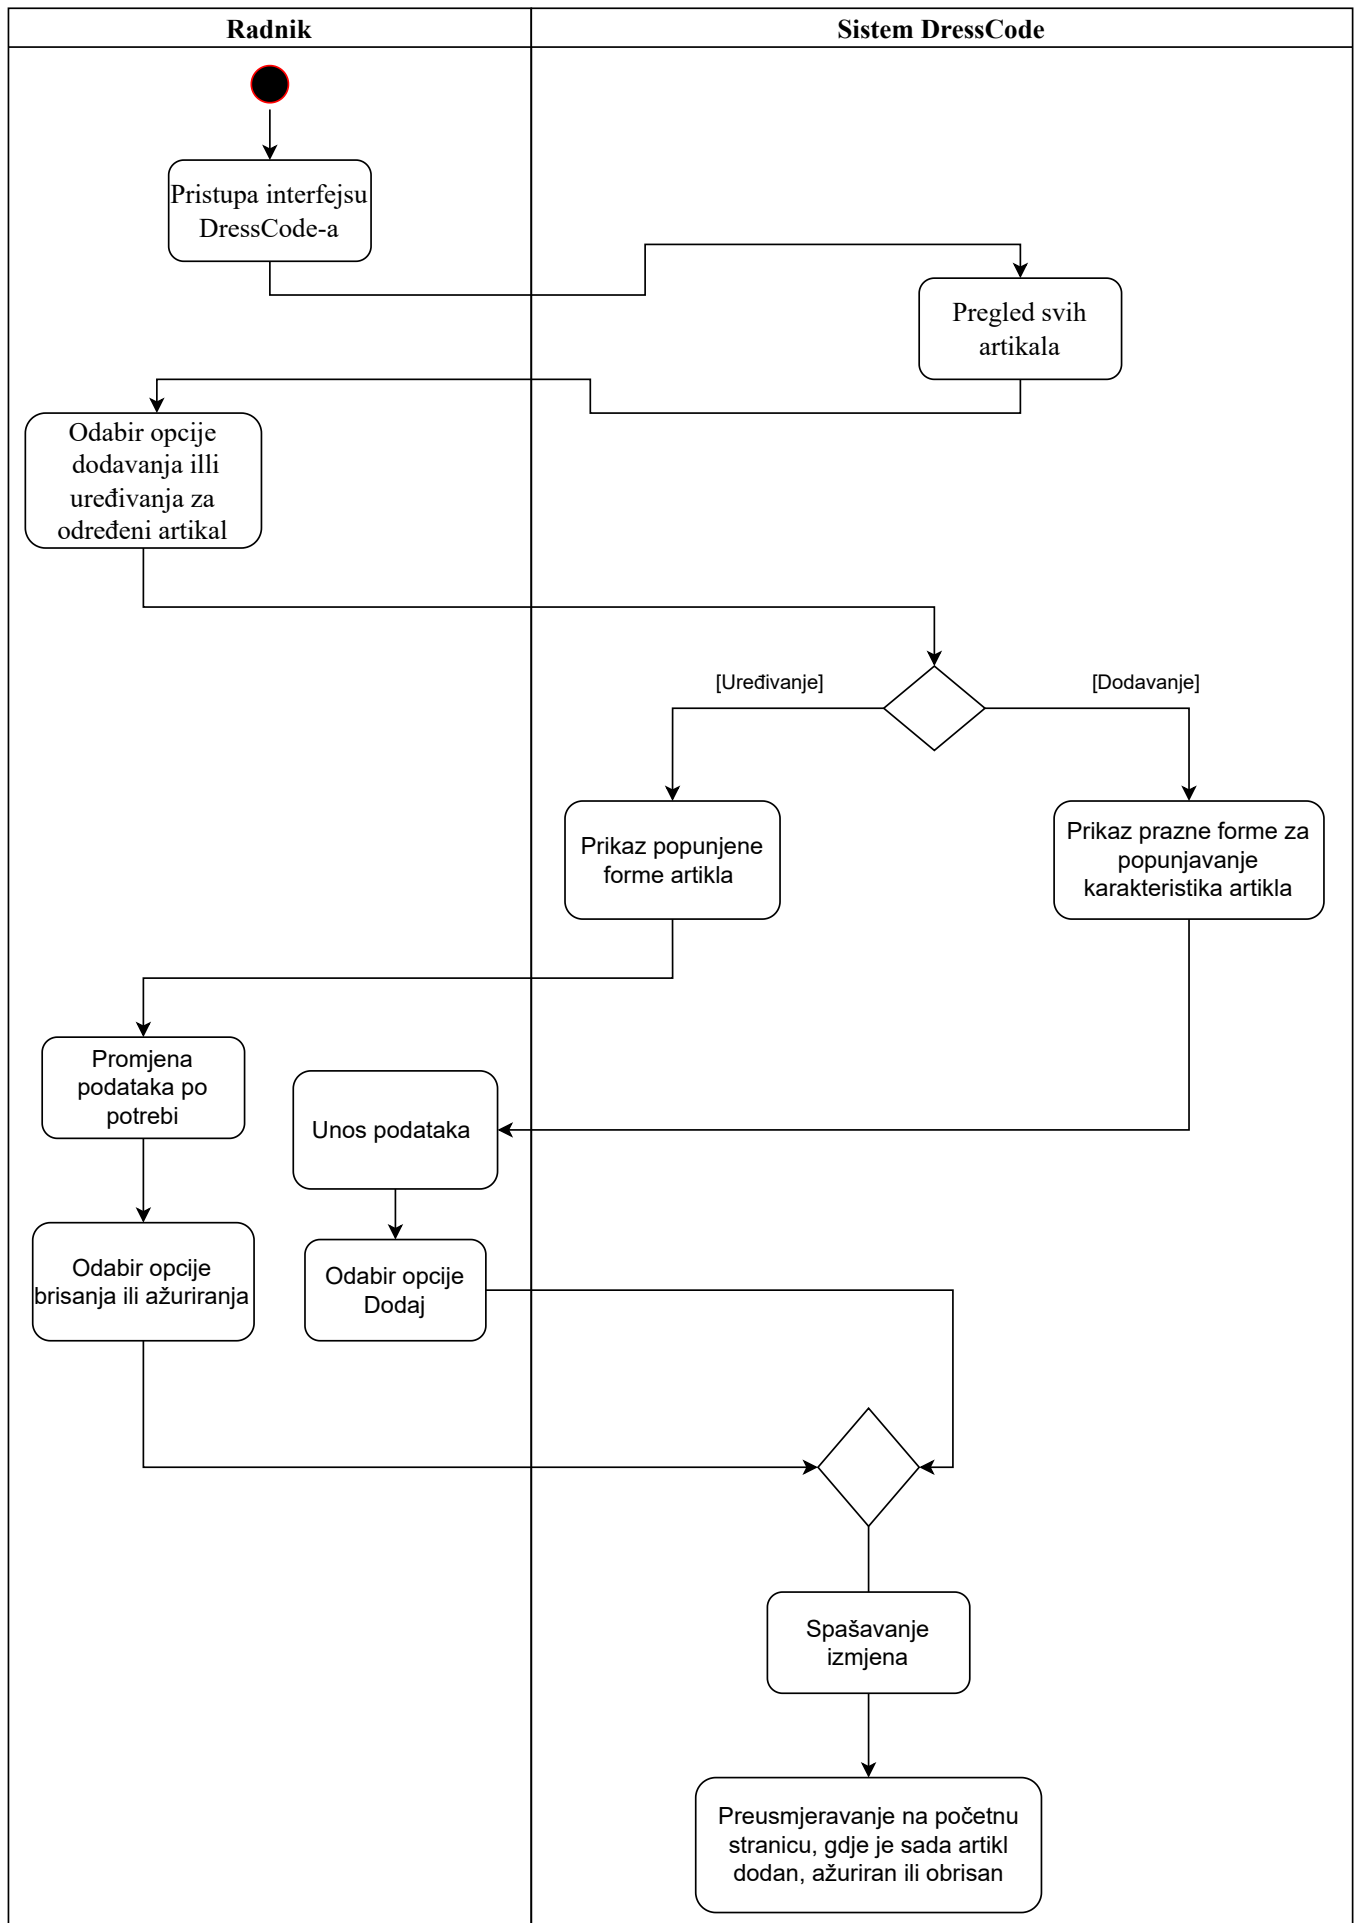 Radnik
Sistem DressCode
Pristupa interfejsu
DressCode-a
Pregled svih
artikala
Odabir opcije
dodavanja illi
uređivanja za
određeni artikal
[Uređivanje]
[Dodavanje]
Prikaz popunjene
forme artikla
Prikaz prazne forme za
popunjavanje
karakteristika artikla
Promjena
podataka po
potrebi
Unos podataka
Odabir opcije
brisanja ili ažuriranja
Odabir opcije
Dodaj
Spašavanje
izmjena
Preusmjeravanje na početnu
stranicu, gdje je sada artikl
dodan, ažuriran ili obrisan